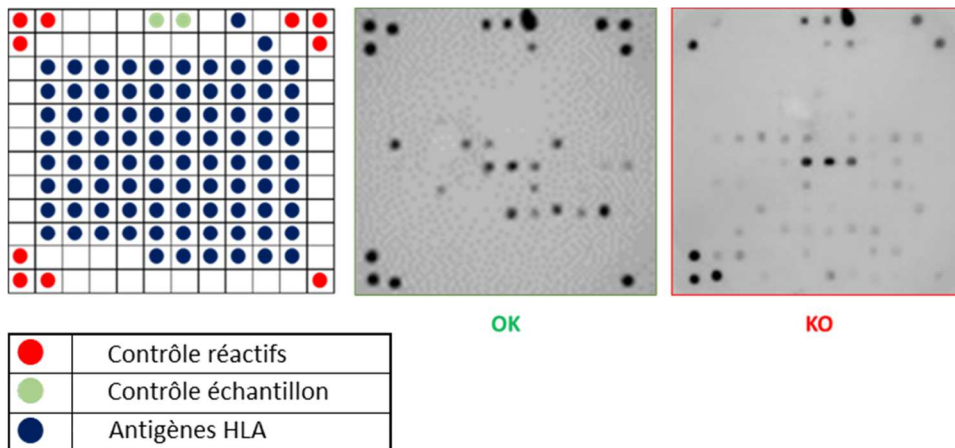 OK
KO
Contrôle réactifs
Contrôle échantillon
Antigènes HLA